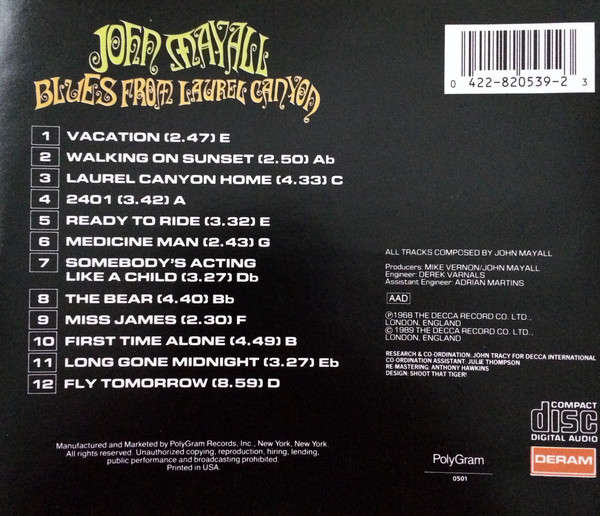 JOHN MAYALL
BLUES FROM LAUREL CANYON
0 422-820539-2 3
1 VACATION (2.47) E
2 WALKING ON SUNSET (2.50) Ab
3 LAUREL CANYON HOME (4.33) C
4 2401 (3.42) A
5 READY TO RIDE (3.32) E
6 MEDICINE MAN (2.43) G
7 SOMEBODY'S ACTING
LIKE A CHILD (3.27) Db
8 THE BEAR (4.40) Bb
9 MISS JAMES (2.30) F
10 FIRST TIME ALONE (4.49) B
11 LONG GONE MIDNIGHT (3.27) Eb
12 FLY TOMORROW (8.59) D
ALL TRACKS COMPOSED BY JOHN MAYALL
Producers: MIKE VERNON/JOHN MAYALL
Engineer: DEREK VARNALS
Assistant Engineer: ADRIAN MARTINS
AAD
℗1968 THE DECCA RECORD CO. LTD.,
LONDON, ENGLAND
©1989 THE DECCA RECORD CO. LTD.,
LONDON, ENGLAND.
RESEARCH & CO-ORDINATION: JOHN TRACY FOR DECCA INTERNATIONAL
CO ORDINATION ASSISTANT: JULIE THOMPSON
RE MASTERING: ANTHONY HAWKINS
DESIGN: SHOOT THAT TIGER!
Manufactured and Marketed by PolyGram Records, Inc., New York, New York.
All rights reserved. Unauthorized copying, reproduction, hiring, lending,
public performance and broadcasting prohibited.
Printed in USA.
PolyGram
0501
COMPACT
disc
DIGITAL AUDIO
DERAM